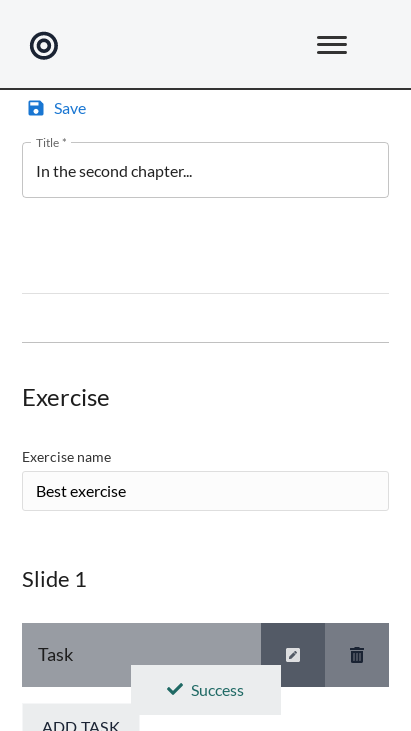 Save
Title *
In the second chapter...
Exercise
Exercise name
Best exercise
Slide 1
Task
Success
ADD TASK